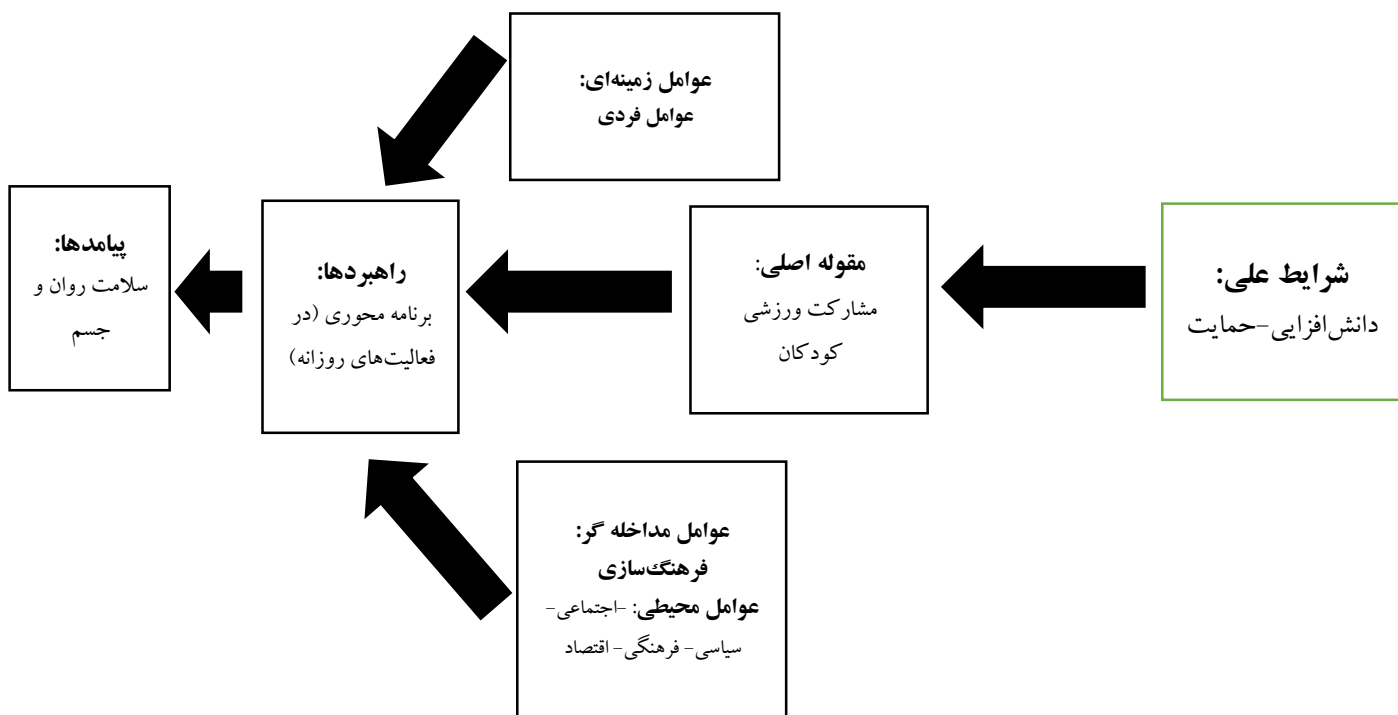 عوامل زمینه‌ای:
عوامل فردی
شرایط علی:
دانش‌افزایی-حمایت
مقوله اصلی:
مشارکت ورزشی
کودکان
راهبردها:
برنامه محوری (در
فعالیت‌های روزانه)
پیامدها:
سلامت روان و
جسم
عوامل مداخله گر:
فرهنگ‌سازی
عوامل محیطی: -اجتماعی-
سیاسی- فرهنگی- اقتصاد